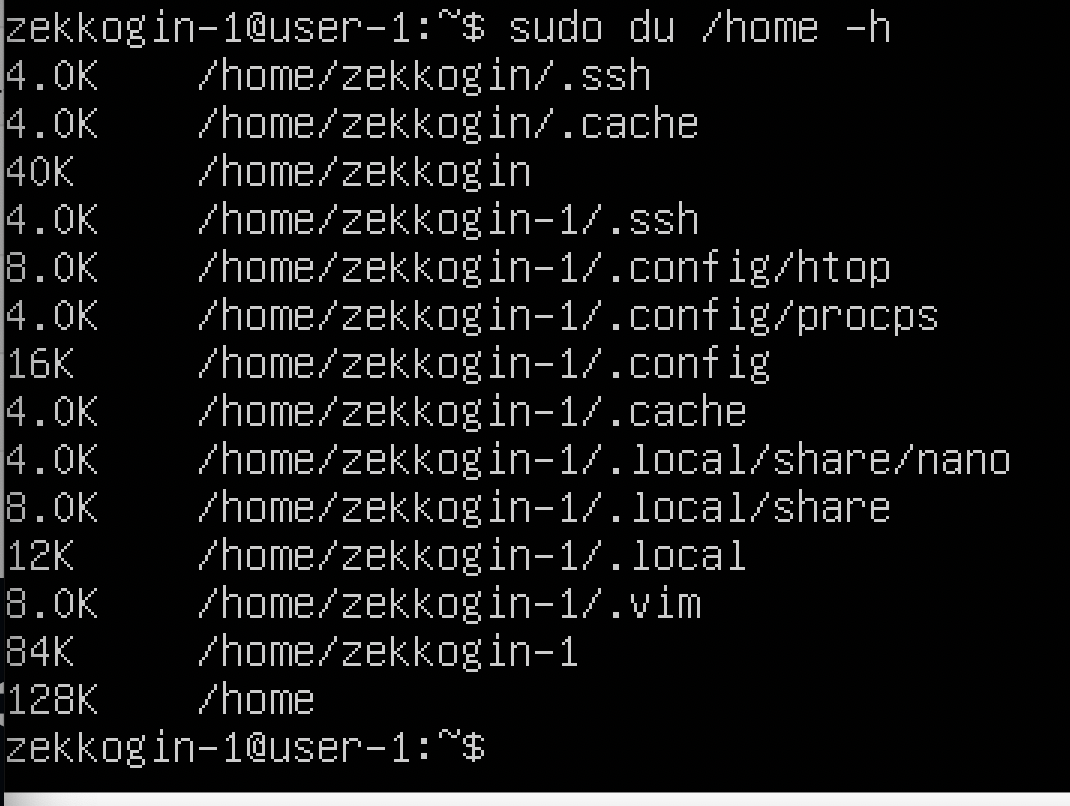 zekkogin-1@user-1:~$ sudo du /home -h
4.0K	/home/zekkogin/.ssh
4.0K	/home/zekkogin/.cache
40K	/home/zekkogin
4.0K	/home/zekkogin-1/.ssh
8.0K	/home/zekkogin-1/.config/htop
4.0K	/home/zekkogin-1/.config/procps
16K	/home/zekkogin-1/.config
4.0K	/home/zekkogin-1/.cache
4.0K	/home/zekkogin-1/.local/share/nano
8.0K	/home/zekkogin-1/.local/share
12K	/home/zekkogin-1/.local
8.0K	/home/zekkogin-1/.vim
84K	/home/zekkogin-1
128K	/home
zekkogin-1@user-1:~$